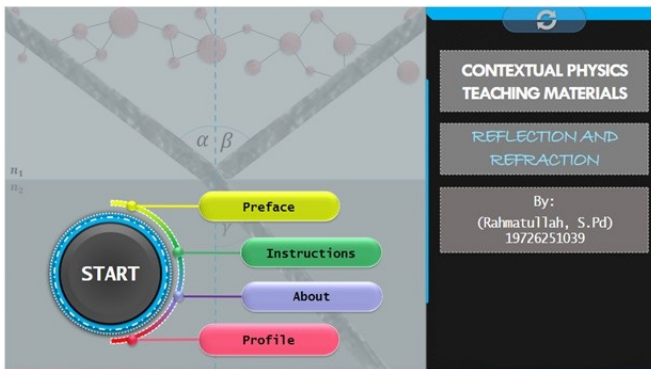 α β
n₁
n₂
γ
START
Preface
Instructions
About
Profile
CONTEXTUAL PHYSICS
TEACHING MATERIALS
REFLECTION AND
REFRACTION
By:
(Rahmatullah, S.Pd)
19726251039